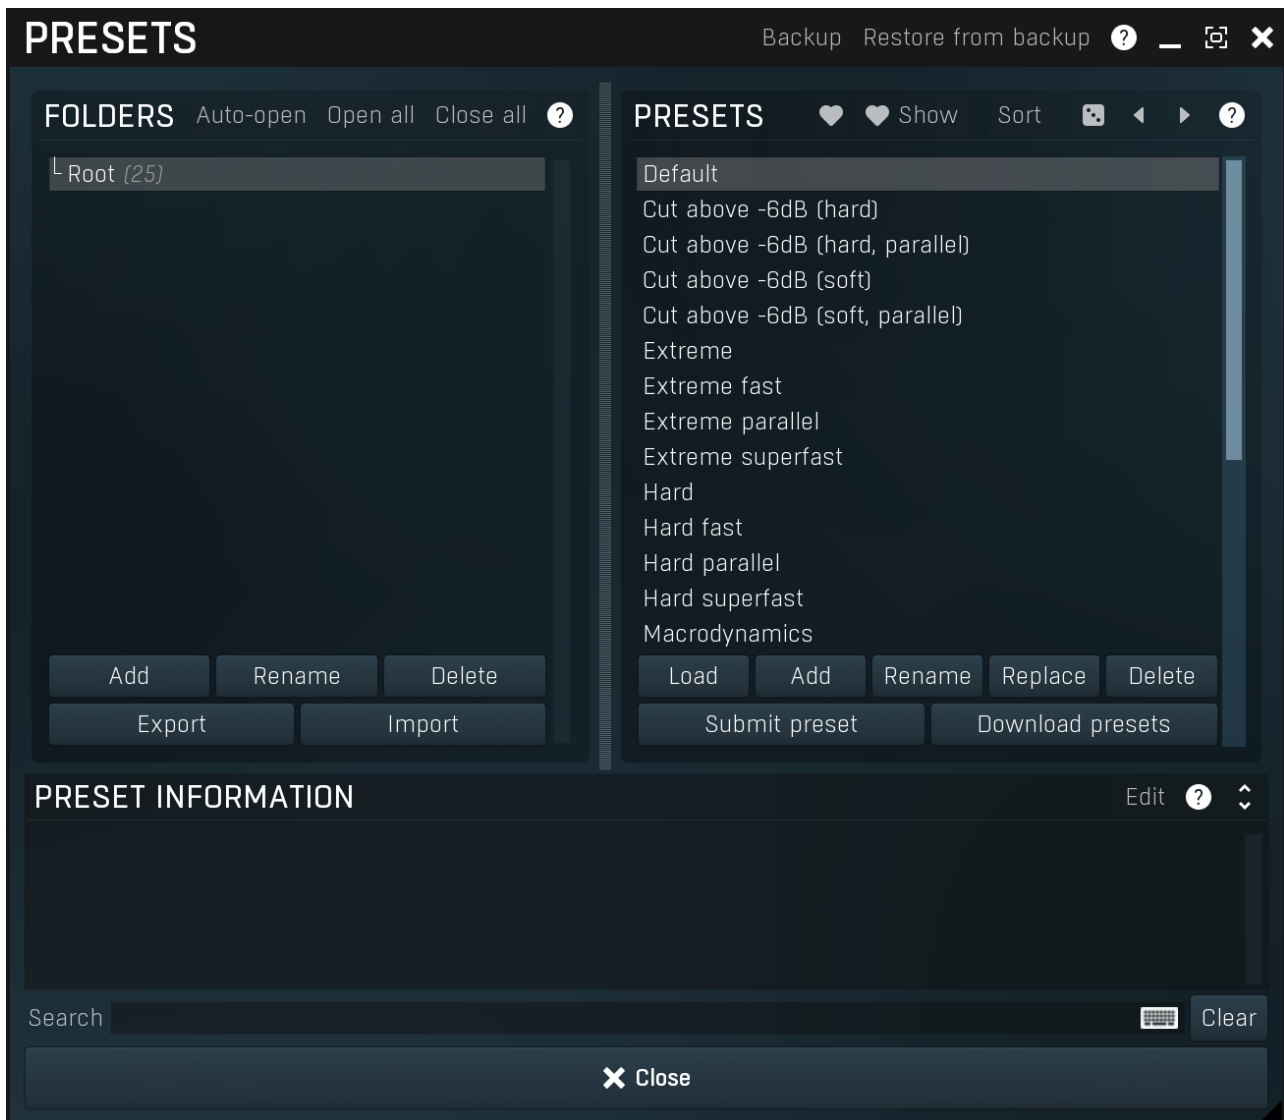 PRESETS Backup Restore from backup ?
FOLDERS Auto-open Open all Close all ?
Root (25)
Add Rename Delete
Export Import
PRESETS Show Sort ?
Default
Cut above -6dB (hard)
Cut above -6dB (hard, parallel)
Cut above -6dB (soft)
Cut above -6dB (soft, parallel)
Extreme
Extreme fast
Extreme parallel
Extreme superfast
Hard
Hard fast
Hard parallel
Hard superfast
Macrodynamics
Load Add Rename Replace Delete
Submit preset Download presets
PRESET INFORMATION Edit ?
Search Clear
Close